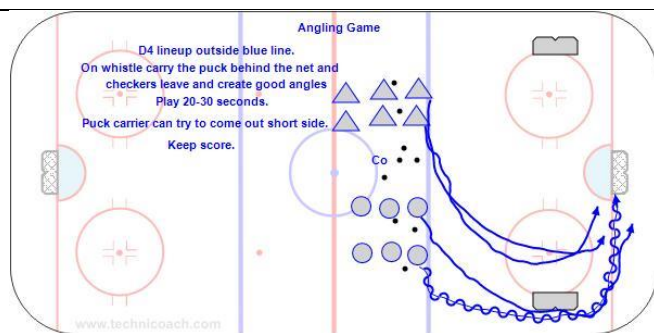 Angling Game
D4 lineup outside blue line.
On whistle carry the puck behind the net and
checkers leave and create good angles
Play 20-30 seconds.
Puck carrier can try to come out short side.
Keep score.
Co
www.technicoach.com